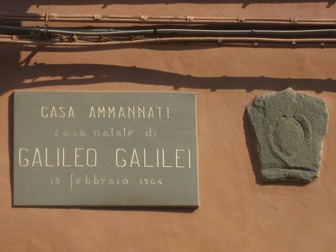 CASA AMMANNATI
casa natale di
GALILEO GALILEI
15 febbraio 1564